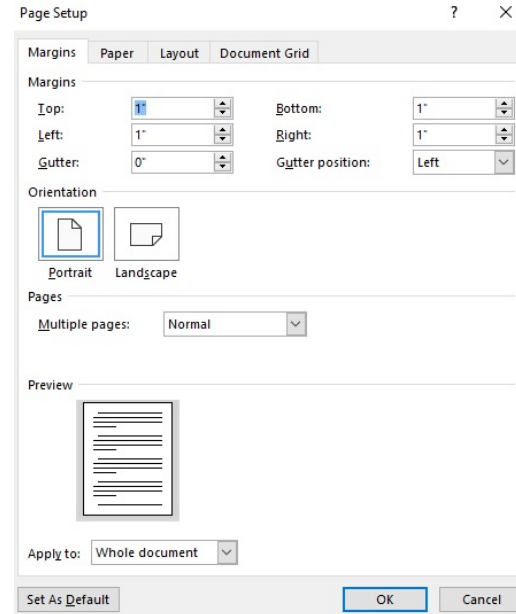 Page Setup ? ×
Margins Paper Layout Document Grid
Margins
Top: 1" Bottom: 1"
Left: 1" Right: 1"
Gutter: 0" Gutter position: Left
Orientation
Portrait Landscape
Pages
Multiple pages: Normal
Preview
Apply to: Whole document
Set As Default OK Cancel